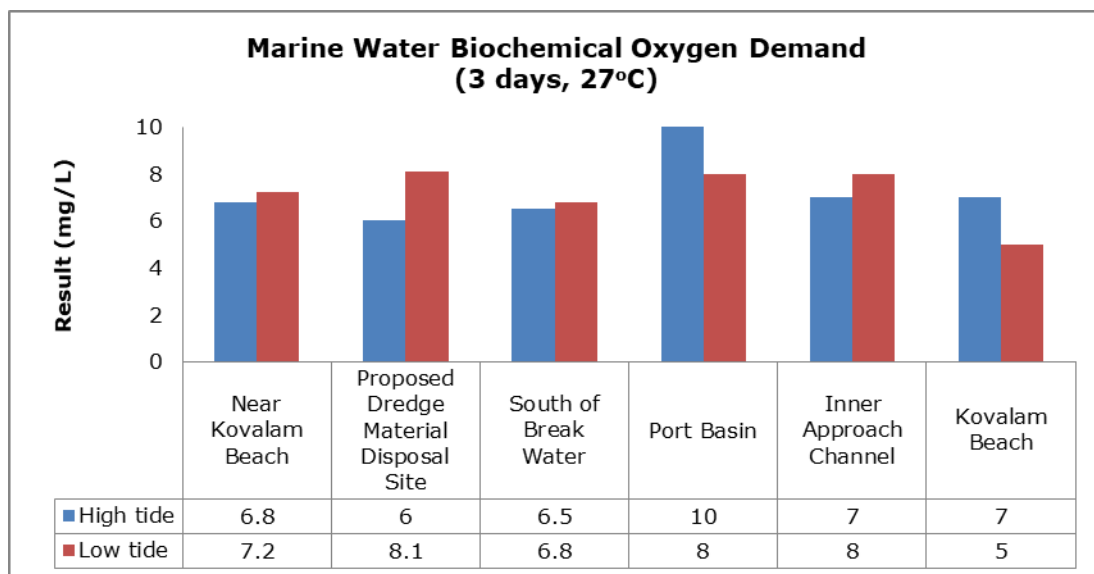 Marine Water Biochemical Oxygen Demand
(3 days, 27°C)
Result (mg/L)
10
8
6
4
2
0
Near
Kovalam
Beach
Proposed
Dredge
Material
Disposal
Site
South of
Break
Water
Port Basin
Inner
Approach
Channel
Kovalam
Beach
High tide 6.8 6 6.5 10 7 7
Low tide 7.2 8.1 6.8 8 8 5